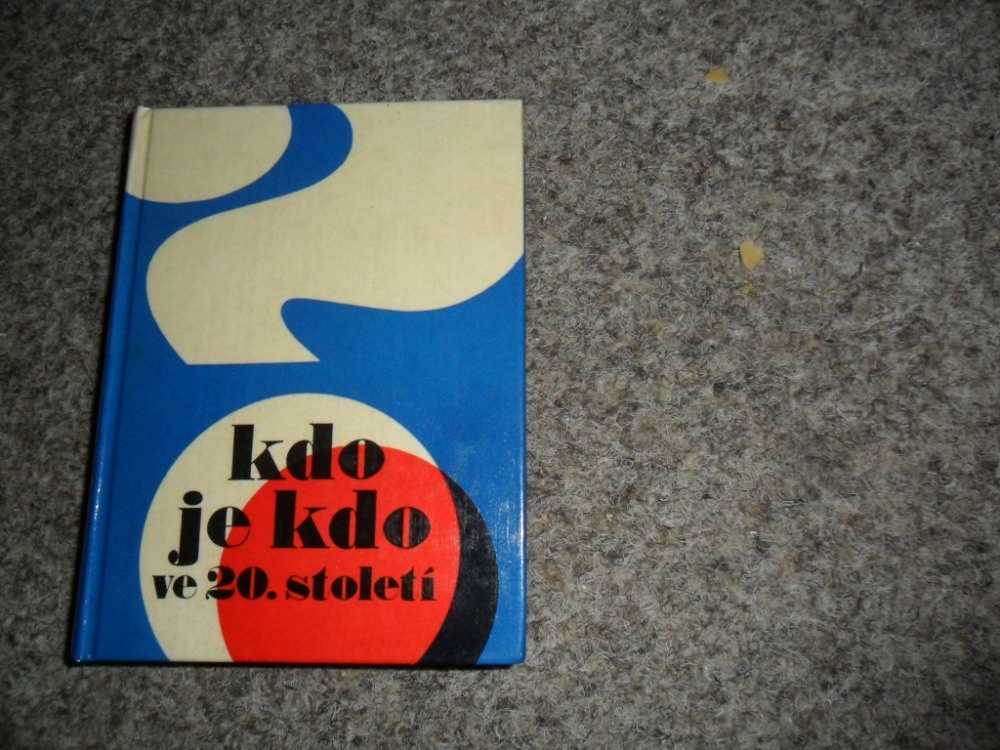 kdo
je kdo
ve 20. století